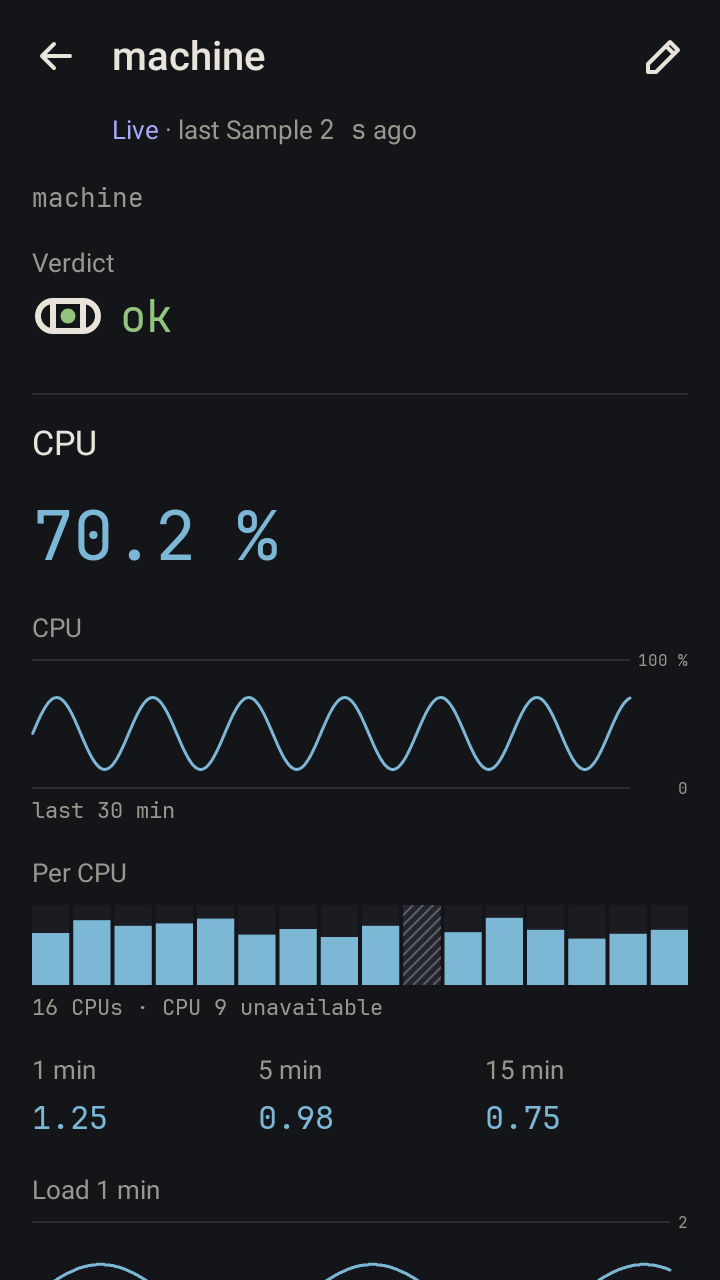 machine
Live · last Sample 2 s ago
machine
Verdict
ok
CPU
70.2 %
CPU
100 %
0
last 30 min
Per CPU
16 CPUs · CPU 9 unavailable
1 min 5 min 15 min
1.25 0.98 0.75
Load 1 min
2